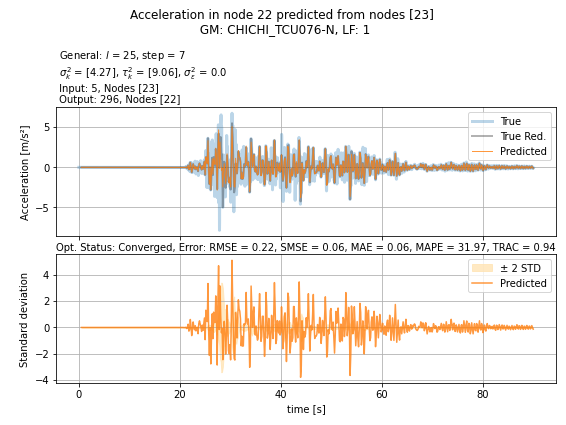 Acceleration in node 22 predicted from nodes [23]
GM: CHICHI_TCU076-N, LF: 1
General: l = 25, step = 7
σ²ₖ = [4.27], τ²ₖ = [9.06], σ²ₑ = 0.0
Input: 5, Nodes [23]
Output: 296, Nodes [22]
Acceleration [m/s²]
5
0
−5
True
True Red.
Predicted
Opt. Status: Converged, Error: RMSE = 0.22, SMSE = 0.06, MAE = 0.06, MAPE = 31.97, TRAC = 0.94
Standard deviation
4
2
0
−2
−4
± 2 STD
Predicted
0 20 40 60 80
time [s]